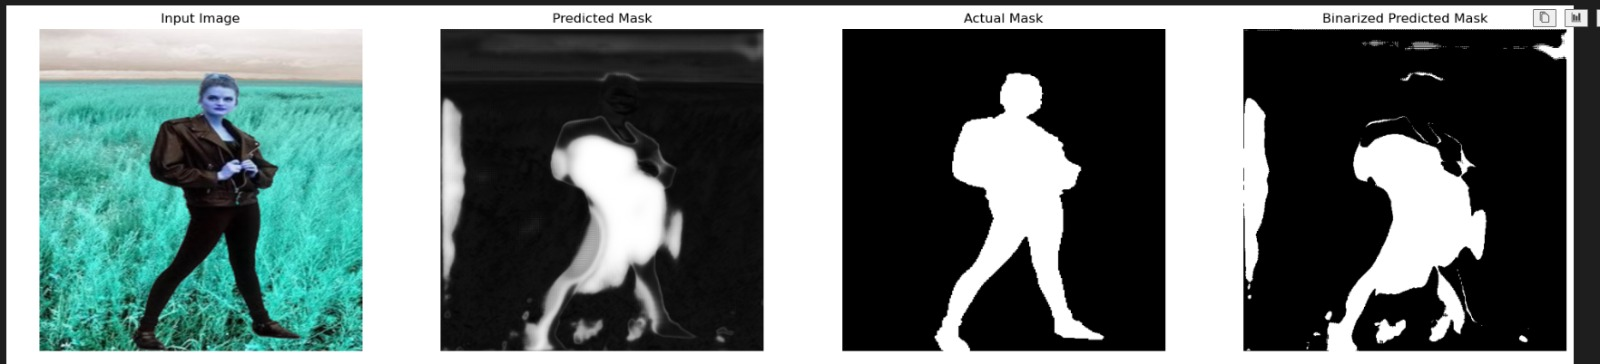 Input Image
Predicted Mask
Actual Mask
Binarized Predicted Mask